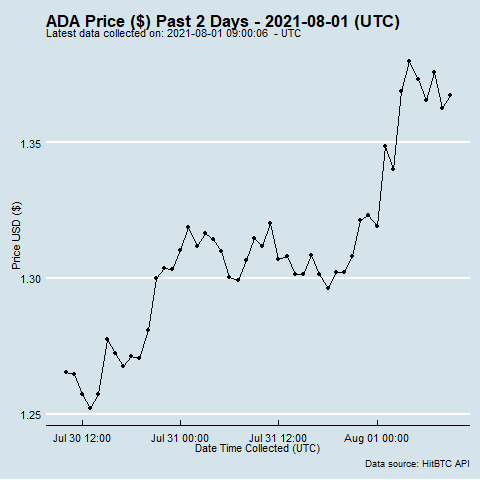 ADA Price ($) Past 2 Days - 2021-08-01 (UTC)
Latest data collected on: 2021-08-01 09:00:06  - UTC
1.35
1.30
1.25
Price USD ($)
Jul 30 12:00
Jul 31 00:00
Jul 31 12:00
Aug 01 00:00
Date Time Collected (UTC)
Data source: HitBTC API